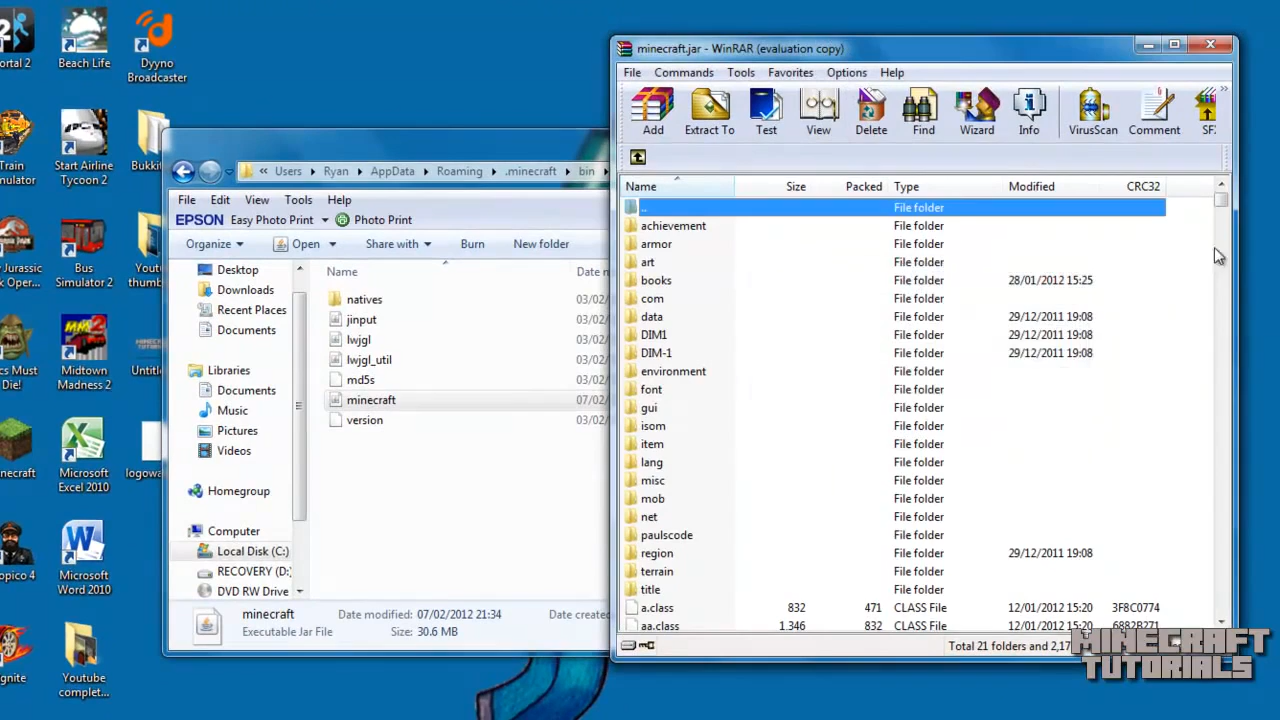 ortal 2
Beach Life
Dyyno
Broadcaster
Train
mulator
Start Airline
Tycoon 2
Bukkit
Jurassic
k Oper...
Bus
Simulator 2
Youtu
thumb
cs Must
Die!
Midtown
Madness 2
Untitle
necraft
Microsoft
Excel 2010
logowa
opico 4
Microsoft
Word 2010
gnite
Youtube
complet...
« Users Ryan AppData Roaming .minecraft bin
File Edit View Tools Help
EPSON Easy Photo Print Photo Print
Organize Open Share with Burn New folder
Desktop
Downloads
Recent Places
Documents
Libraries
Documents
Music
Pictures
Videos
Homegroup
Computer
Local Disk (C:)
RECOVERY (D:)
DVD RW Drive
Name Date m
natives 03/02/
jinput 03/02/
lwjgl 03/02/
lwjgl_util 03/02/
md5s 03/02/
minecraft 07/02/
version 03/02/
minecraft Date modified: 07/02/2012 21:34 Date created
Executable Jar File Size: 30.6 MB
minecraft.jar - WinRAR (evaluation copy)
File Commands Tools Favorites Options Help
Add Extract To Test View Delete Find Wizard Info VirusScan Comment SF
Name Size Packed Type Modified CRC32
.. File folder
achievement File folder
armor File folder
art File folder
books File folder 28/01/2012 15:25
com File folder
data File folder 29/12/2011 19:08
DIM1 File folder 29/12/2011 19:08
DIM-1 File folder 29/12/2011 19:08
environment File folder
font File folder
gui File folder
isom File folder
item File folder
lang File folder
misc File folder
mob File folder
net File folder
paulscode File folder
region File folder 29/12/2011 19:08
terrain File folder
title File folder
a.class 832 471 CLASS File 12/01/2012 15:20 3F8C0774
aa.class 1.346 832 CLASS File 12/01/2012 15:20 6882B271
Total 21 folders and 2,17
MINECRAFT
TUTORIALS